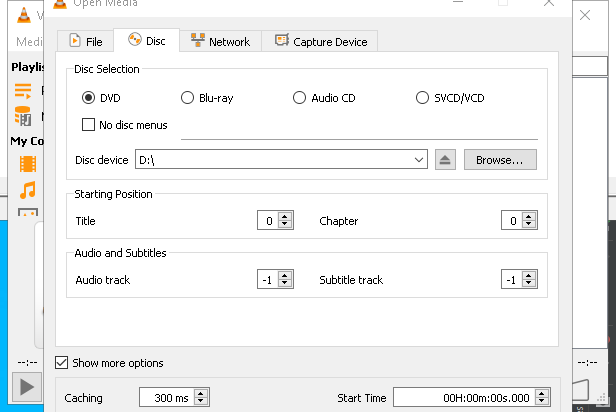 Open Media
V
Medi
File
Disc
Network
Capture Device
Playlis
Disc Selection
DVD
Blu-ray
Audio CD
SVCD/VCD
No disc menus
My Co
Disc device
D:\
Browse...
Starting Position
Title
0
Chapter
0
Audio and Subtitles
Audio track
-1
Subtitle track
-1
--:--
Show more options
--:--
Caching
300 ms
Start Time
00H:00m:00s.000